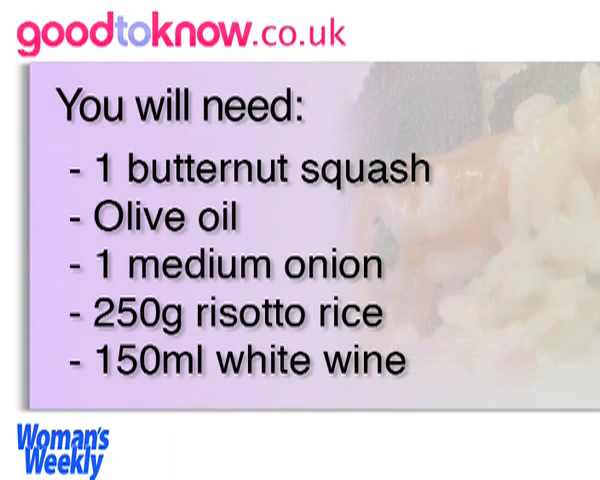 goodtoknow.co.uk
You will need:
- 1 butternut squash
- Olive oil
- 1 medium onion
- 250g risotto rice
- 150ml white wine
Woman's
Weekly